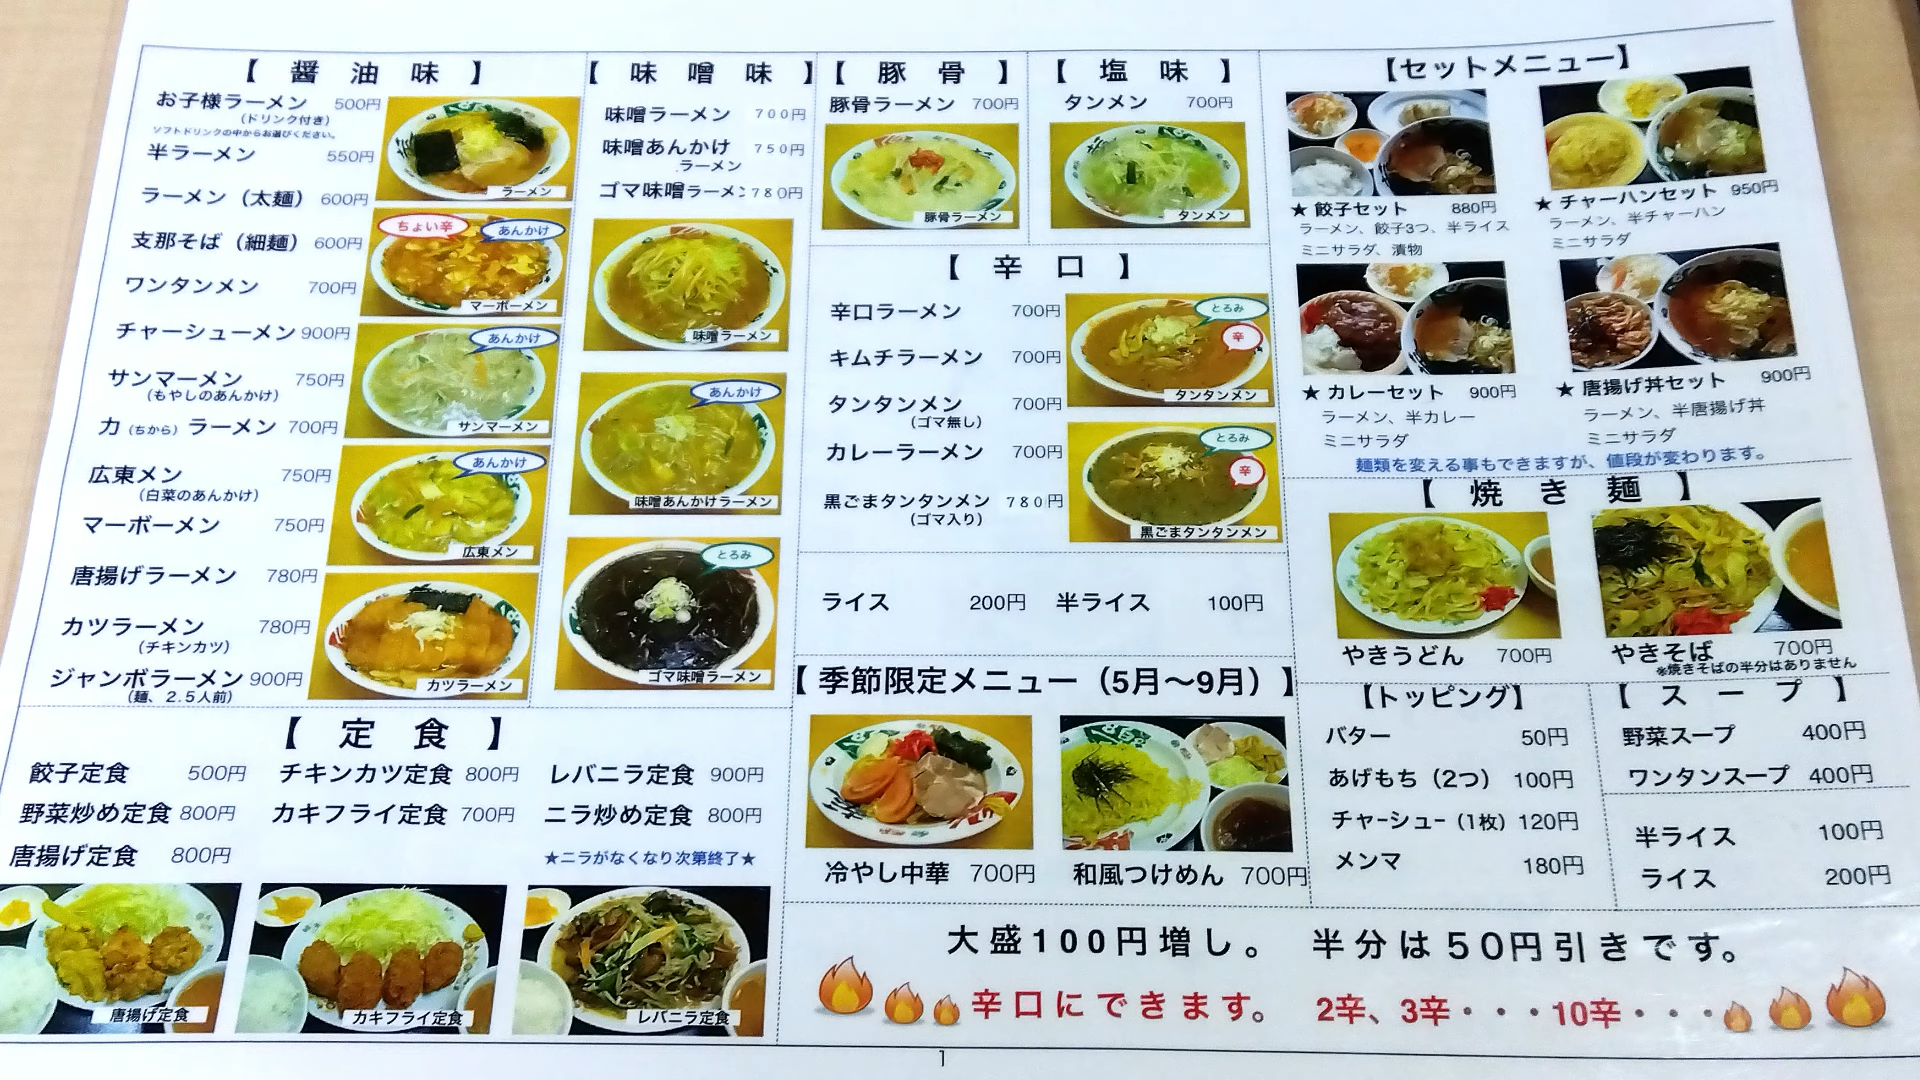 【 醤 油 味 】
お子様ラーメン 500円
(ドリンク付き)
ソフトドリンクの中からお選びください。
半ラーメン 550円
ラーメン（太麺） 600円
支那そば（細麺） 600円
ワンタンメン 700円
チャーシューメン 900円
サンマーメン 750円
(もやしのあんかけ)
力（ちから）ラーメン 700円
広東メン 750円
(白菜のあんかけ)
マーボーメン 750円
唐揚げラーメン 780円
カツラーメン 780円
(チキンカツ)
ジャンボラーメン 900円
(麺、2.5人前)
ラーメン
ちょい辛 あんかけ
マーボーメン
あんかけ
サンマーメン
あんかけ
広東メン
カツラーメン
【 味 噌 味 】
味噌ラーメン 700円
味噌あんかけ 750円
ラーメン
ゴマ味噌ラーメン 780円
味噌ラーメン
あんかけ
味噌あんかけラーメン
とろみ
ゴマ味噌ラーメン
【 豚 骨 】
豚骨ラーメン 700円
豚骨ラーメン
【 塩 味 】
タンメン 700円
タンメン
【 辛 口 】
辛口ラーメン 700円
キムチラーメン 700円
タンタンメン 700円
(ゴマ無し)
カレーラーメン 700円
黒ごまタンタンメン 780円
(ゴマ入り)
とろみ
辛
タンタンメン
とろみ
辛
黒ごまタンタンメン
ライス 200円 半ライス 100円
【セットメニュー】
★ 餃子セット 880円
ラーメン、餃子3つ、半ライス
ミニサラダ、漬物
★ チャーハンセット 950円
ラーメン、半チャーハン
ミニサラダ
★ カレーセット 900円
ラーメン、半カレー
ミニサラダ
★ 唐揚げ丼セット 900円
ラーメン、半唐揚げ丼
ミニサラダ
麺類を変える事もできますが、値段が変わります。
【 焼 き 麺 】
やきうどん 700円
やきそば 700円
※焼きそばの半分はありません
【 定 食 】
餃子定食 500円 チキンカツ定食 800円 レバニラ定食 900円
野菜炒め定食 800円 カキフライ定食 700円 ニラ炒め定食 800円
唐揚げ定食 800円 ★ニラがなくなり次第終了★
唐揚げ定食
カキフライ定食
レバニラ定食
【季節限定メニュー（5月〜9月）】
冷やし中華 700円 和風つけめん 700円
【トッピング】
バター 50円
あげもち（2つ） 100円
チャーシュー（1枚） 120円
メンマ 180円
【 ス ー プ 】
野菜スープ 400円
ワンタンスープ 400円
半ライス 100円
ライス 200円
大盛100円増し。 半分は50円引きです。
辛口にできます。 2辛、3辛・・・10辛・・・
1